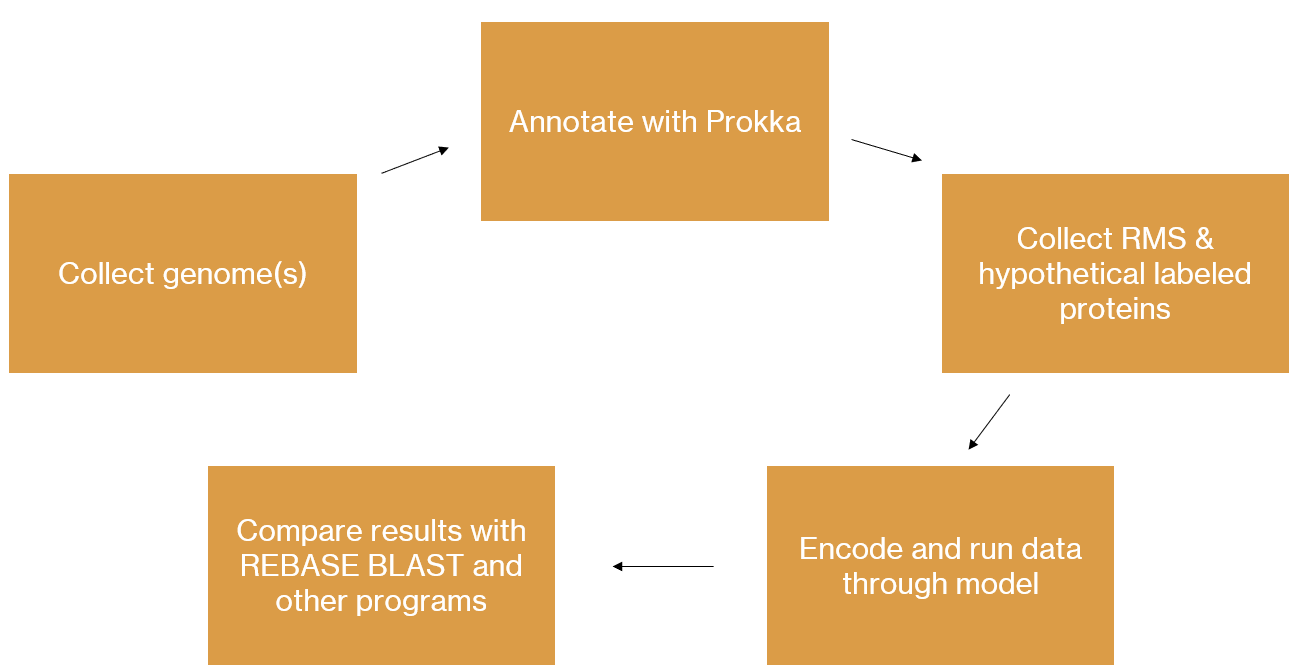 Collect genome(s)
Annotate with Prokka
Collect RMS &
hypothetical labeled
proteins
Encode and run data
through model
Compare results with
REBASE BLAST and
other programs